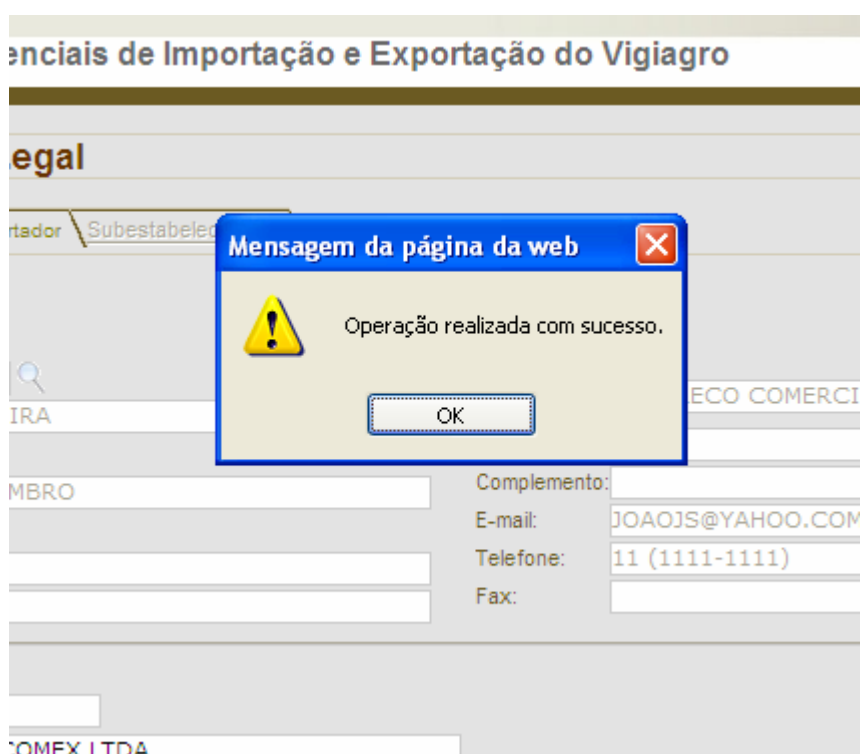 enciais de Importação e Exportação do Vigiagro
Legal
rtador
Subestabelec
Mensagem da página da web
Operação realizada com sucesso.
OK
IRA
ECO COMERCI
MBRO
Complemento:
E-mail:
JOAOJS@YAHOO.COM
Telefone:
11 (1111-1111)
Fax:
COMEX LTDA